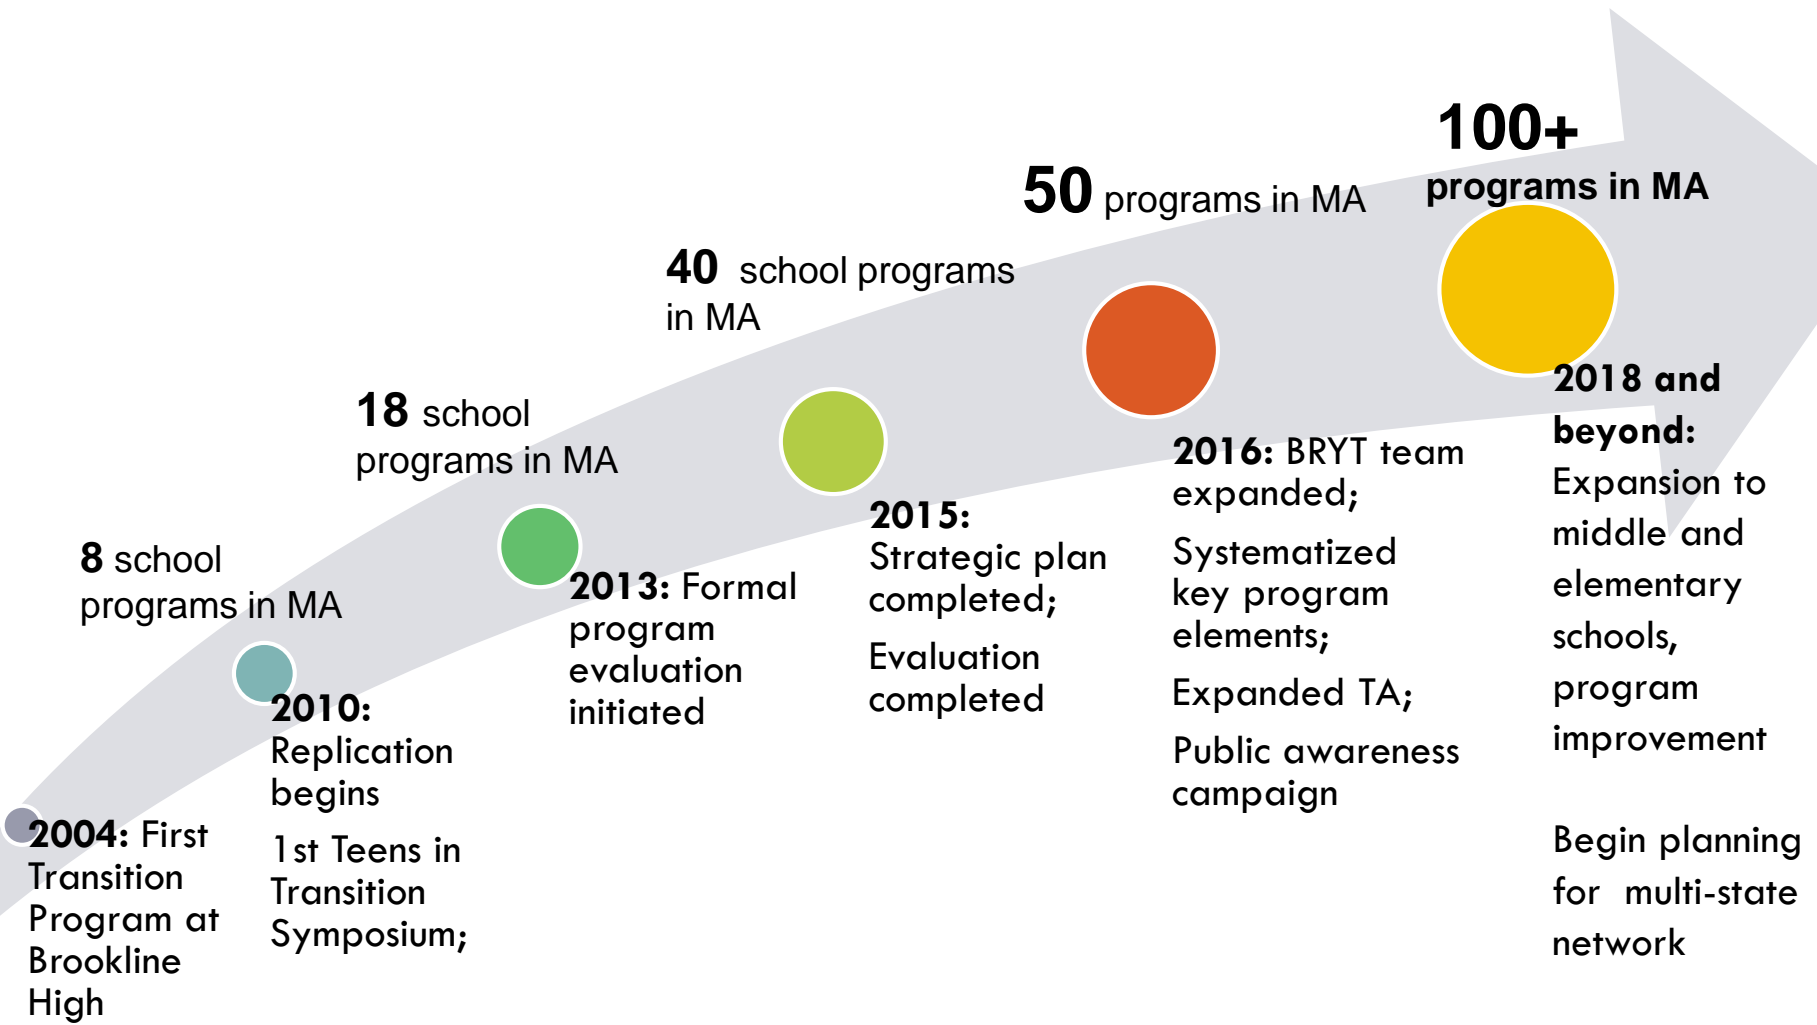 100+
programs in MA
50 programs in MA
40 school programs
in MA
18 school
programs in MA
8 school
programs in MA
2004: First
Transition
Program at
Brookline
High
2010:
Replication
begins
1st Teens in
Transition
Symposium;
2013: Formal
program
evaluation
initiated
2015:
Strategic plan
completed;
Evaluation
completed
2016: BRYT team
expanded;
Systematized
key program
elements;
Expanded TA;
Public awareness
campaign
2018 and
beyond:
Expansion to
middle and
elementary
schools,
program
improvement
Begin planning
for multi-state
network